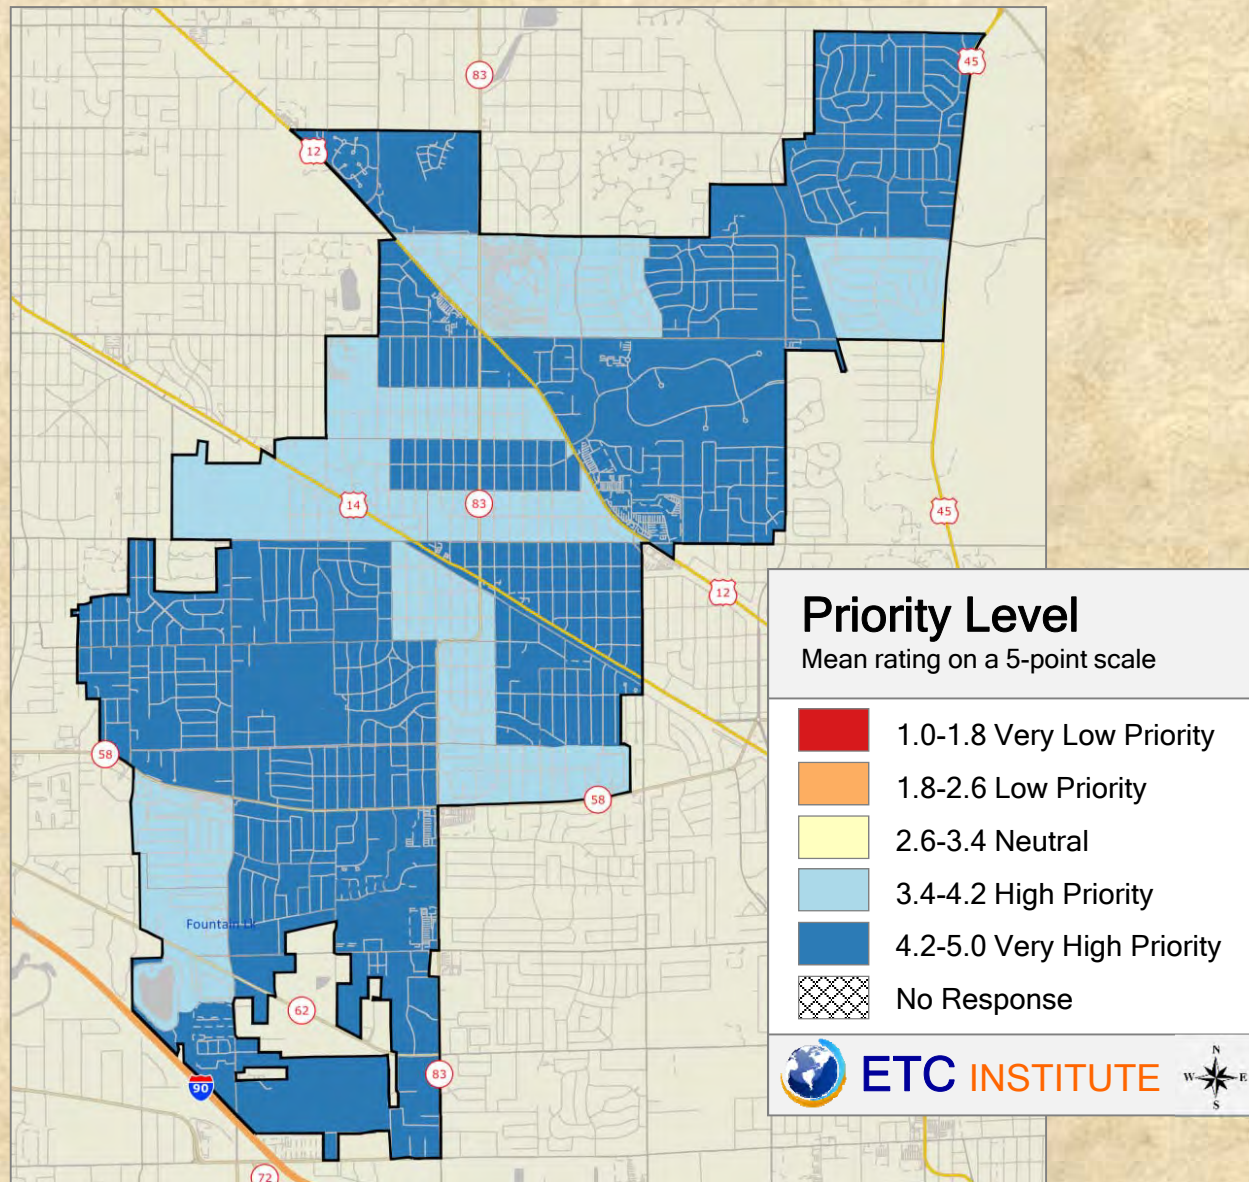 83
45
12
14
83
45
12
58
58
Fountain Lk
62
83
90
72
Priority Level
Mean rating on a 5-point scale
1.0-1.8 Very Low Priority
1.8-2.6 Low Priority
2.6-3.4 Neutral
3.4-4.2 High Priority
4.2-5.0 Very High Priority
No Response
ETC INSTITUTE
N
W E
S